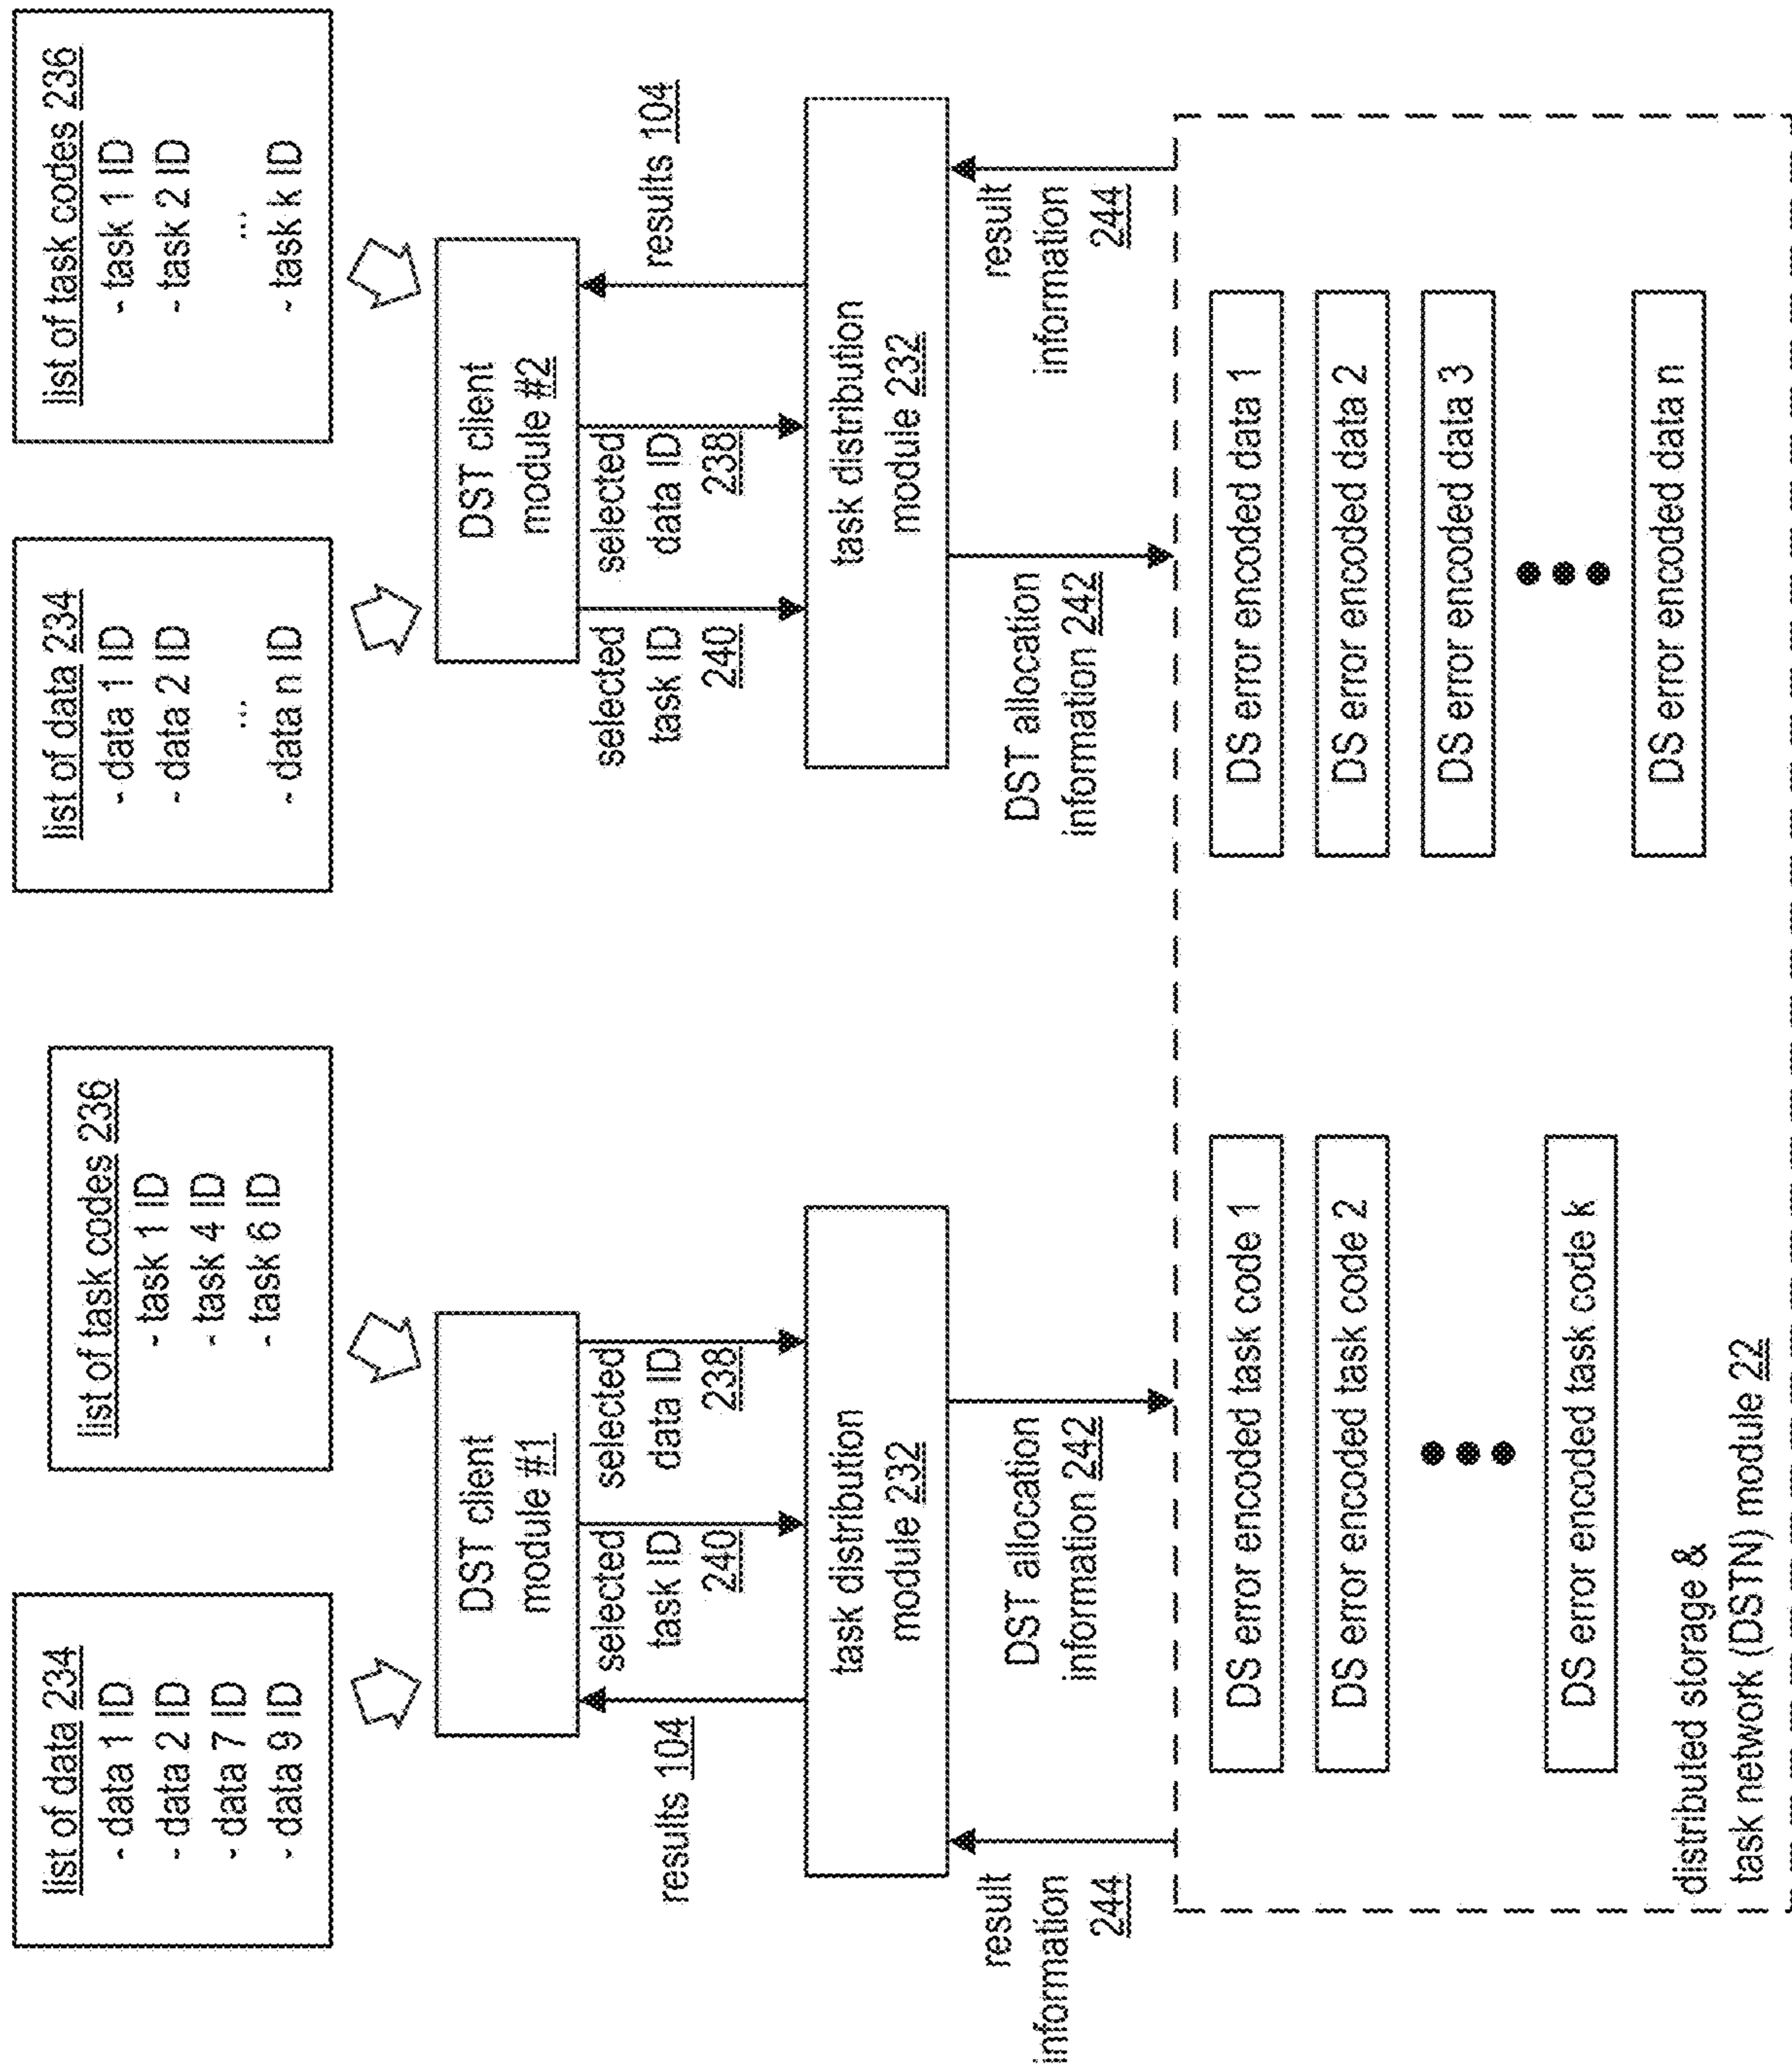 list of data 234
- data 1 ID
- data 2 ID
- data 7 ID
- data 9 ID
list of task codes 236
- task 1 ID
- task 4 ID
- task 6 ID
list of data 234
- data 1 ID
- data 2 ID
...
- data n ID
list of task codes 236
- task 1 ID
- task 2 ID
...
- task k ID
DST client
module #1
DST client
module #2
results 104
selected
task ID
240
selected
data ID
238
selected
task ID
240
selected
data ID
238
results 104
task distribution
module 232
task distribution
module 232
result
information
244
DST allocation
information 242
DST allocation
information 242
result
information
244
DS error encoded task code 1
DS error encoded task code 2
DS error encoded task code k
DS error encoded data 1
DS error encoded data 2
DS error encoded data 3
DS error encoded data n
distributed storage &
task network (DSTN) module 22